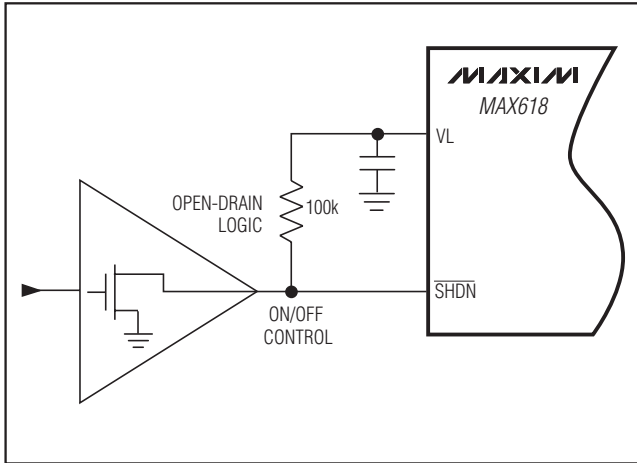 MAXIM
MAX618
VL
OPEN-DRAIN
LOGIC
100k
SHDN
ON/OFF
CONTROL